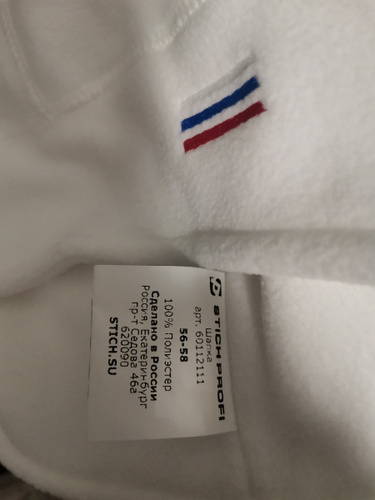 STICH PROFI
Шапка
арт. 60112111
56-58
100% Полиэстер
Сделано в России
Россия, Екатеринбург
пр-т Седова 46а
620090
STICH.SU